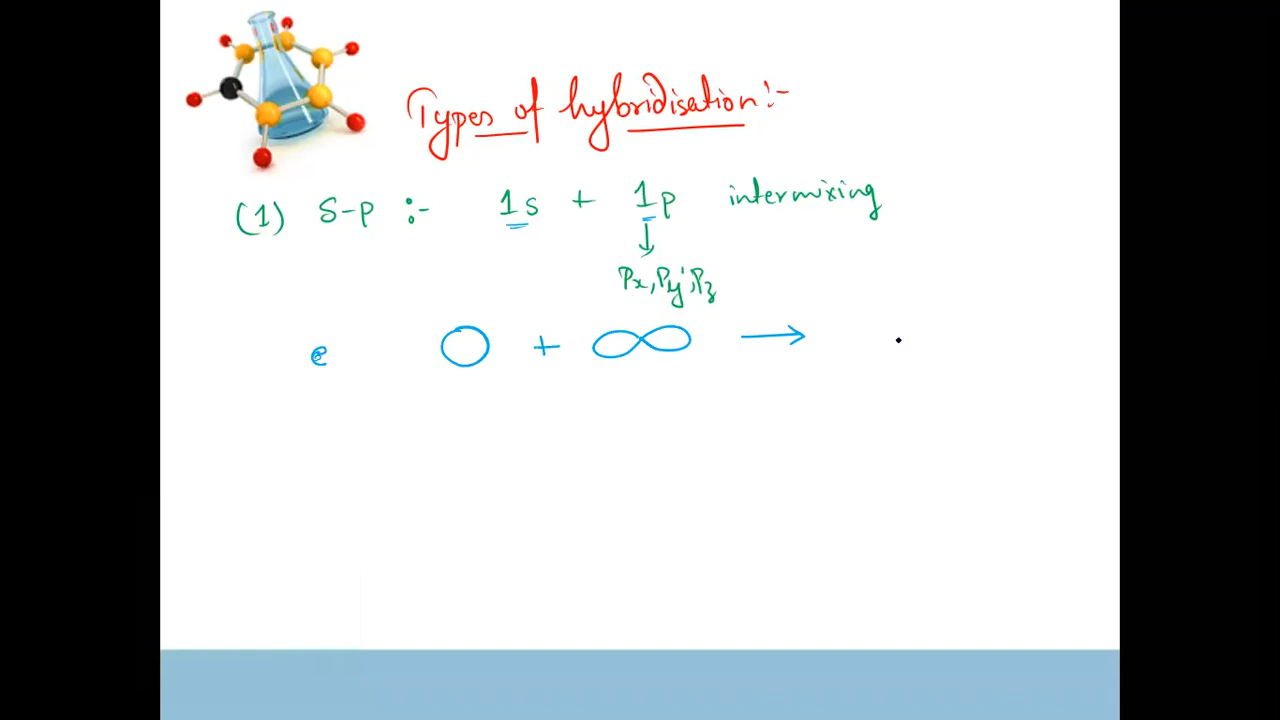 Types of hybridisation :-
(1) S-p :- 1s + 1p intermixing
↓
Px, Py, Pz
e + →